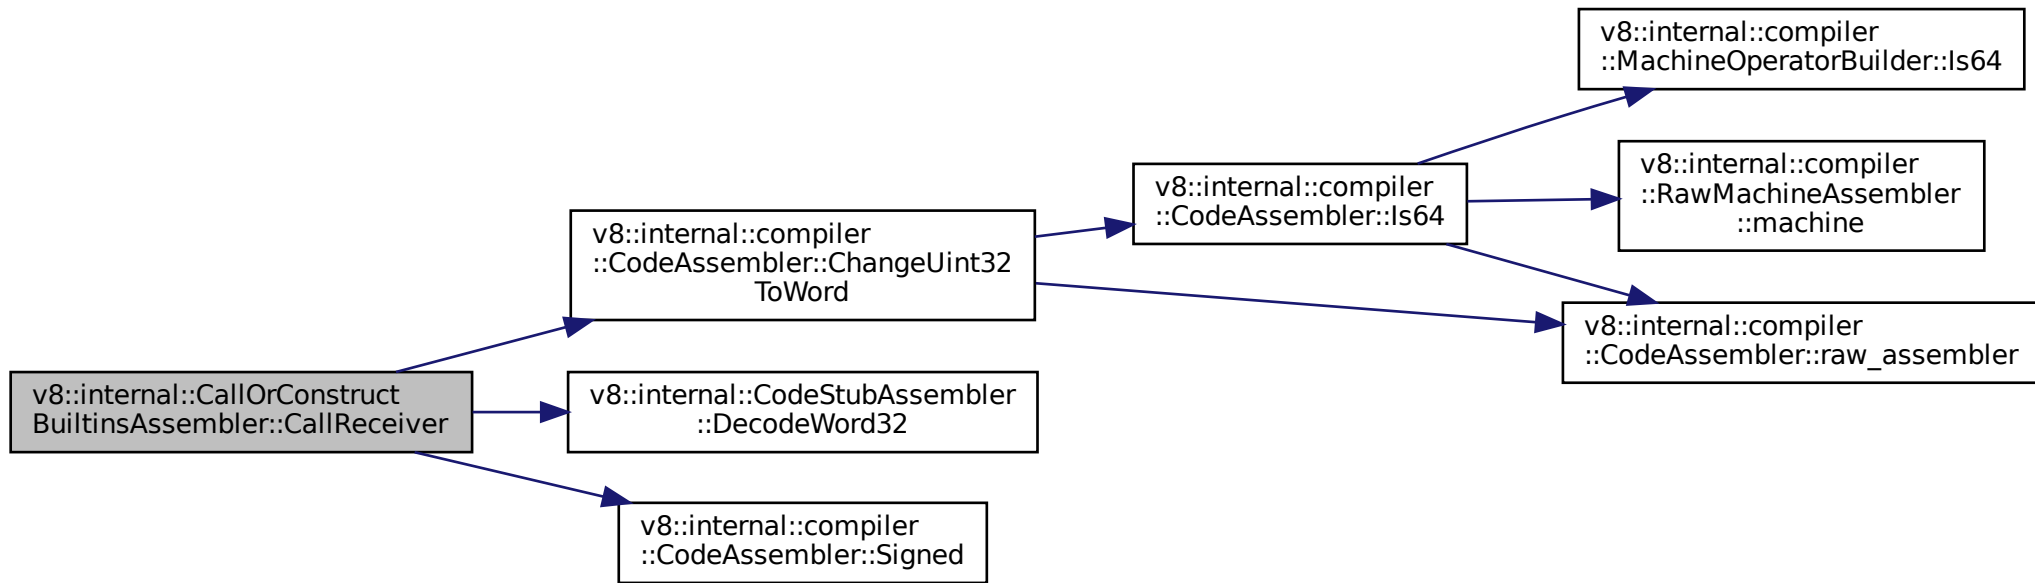 v8::internal::CallOrConstruct
BuiltinsAssembler::CallReceiver
v8::internal::compiler
::CodeAssembler::ChangeUint32
ToWord
v8::internal::CodeStubAssembler
::DecodeWord32
v8::internal::compiler
::CodeAssembler::Signed
v8::internal::compiler
::CodeAssembler::Is64
v8::internal::compiler
::MachineOperatorBuilder::Is64
v8::internal::compiler
::RawMachineAssembler
::machine
v8::internal::compiler
::CodeAssembler::raw_assembler